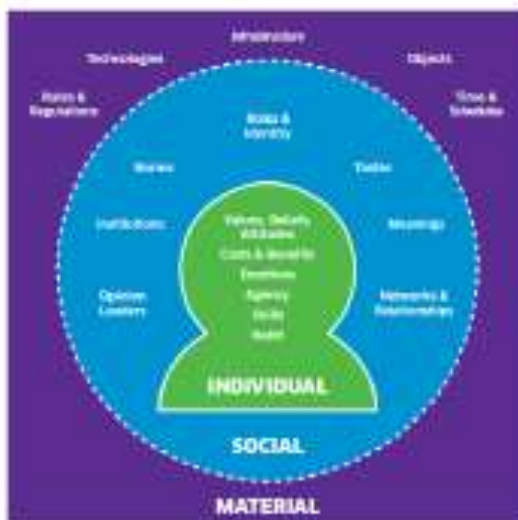 Infrastructure
Technologies
Objects
Rules &
Regulations
Time &
Schedules
Roles &
Identity
Norms
Tastes
Institutions
Meanings
Opinion
Leaders
Networks &
Relationships
Values, Beliefs,
Attitudes
Costs & Benefits
Emotions
Agency
Skills
Habit
INDIVIDUAL
SOCIAL
MATERIAL